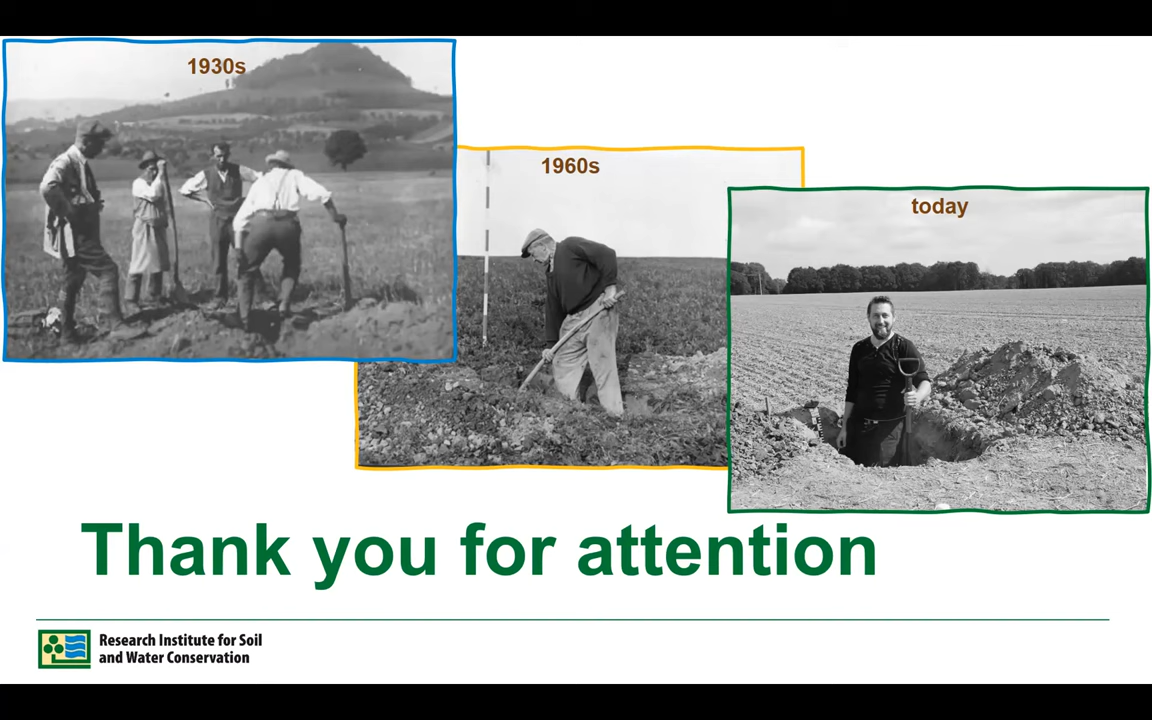 1930s
1960s
today
Thank you for attention
Research Institute for Soil
and Water Conservation